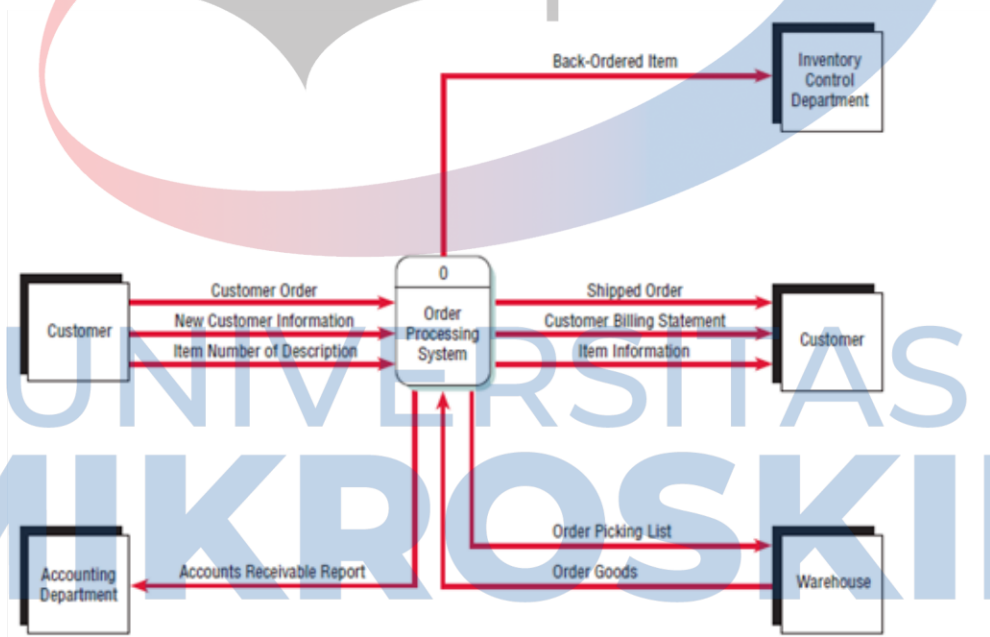 Back-Ordered Item
Inventory
Control
Department
0
Customer
Customer Order
New Customer Information
Item Number of Description
Order
Processing
System
Shipped Order
Customer Billing Statement
Item Information
Customer
UNIVERSITAS
MIKROSKIL
Accounting
Department
Accounts Receivable Report
Order Picking List
Order Goods
Warehouse